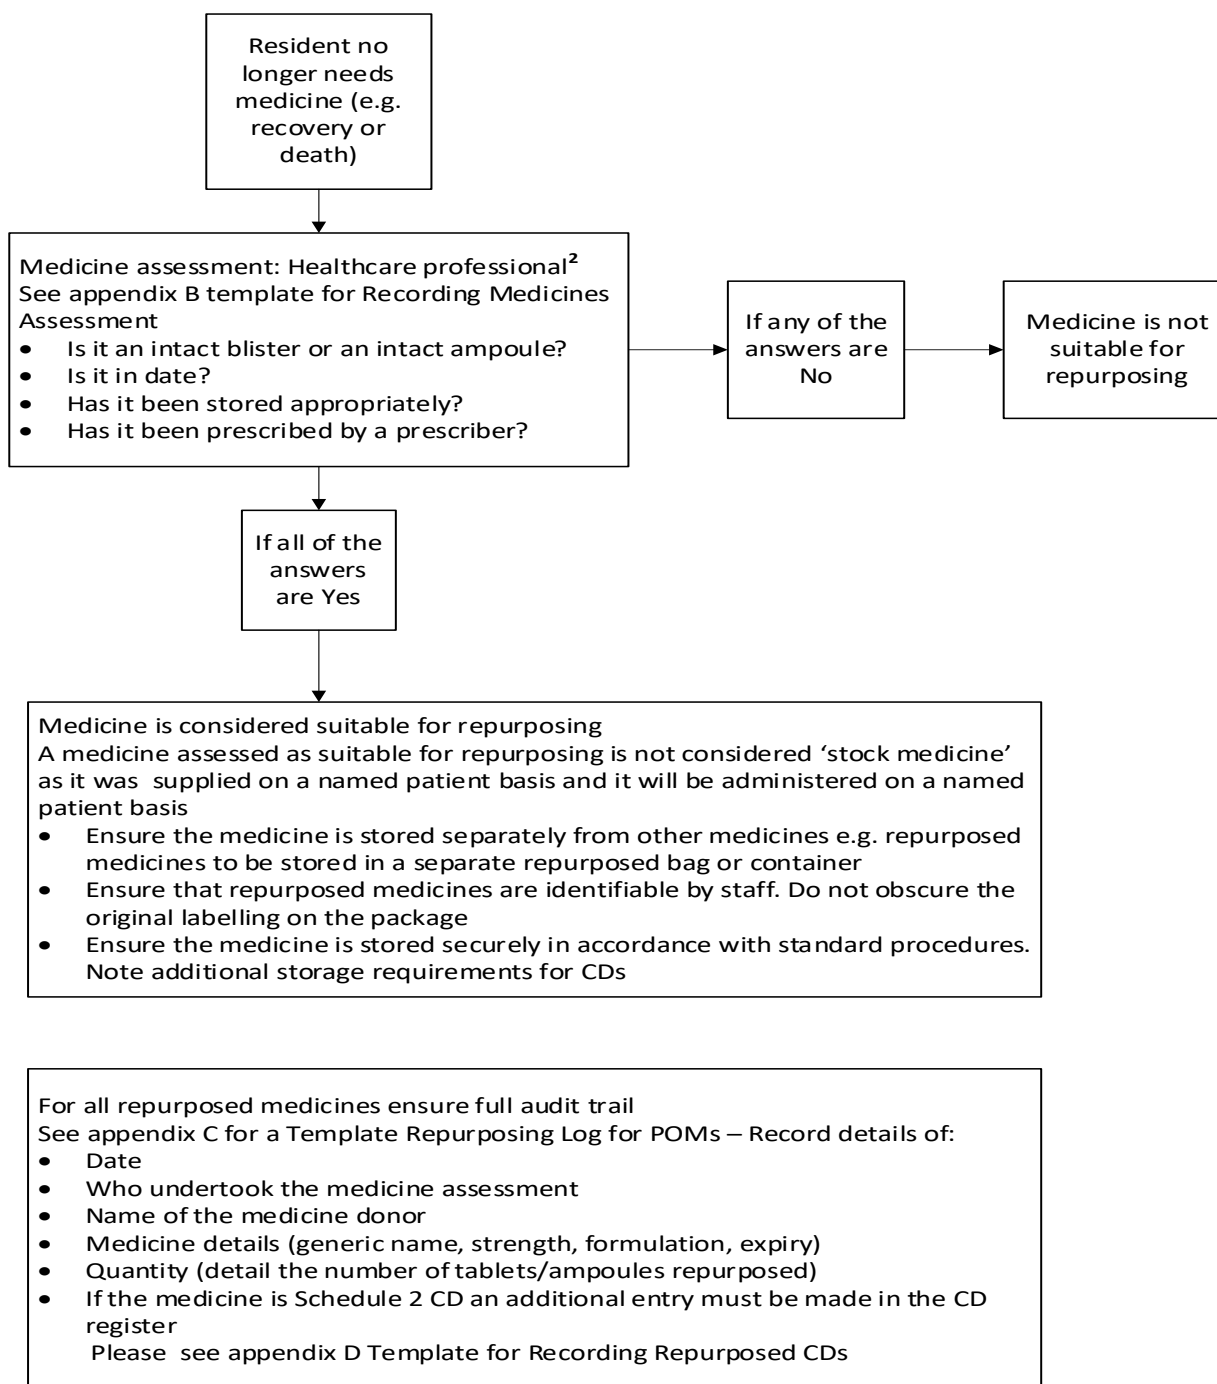 Resident no
longer needs
medicine (e.g.
recovery or
death)
Medicine assessment: Healthcare professional²
See appendix B template for Recording Medicines
Assessment
• Is it an intact blister or an intact ampoule?
• Is it in date?
• Has it been stored appropriately?
• Has it been prescribed by a prescriber?
If any of the
answers are
No
Medicine is not
suitable for
repurposing
If all of the
answers
are Yes
Medicine is considered suitable for repurposing
A medicine assessed as suitable for repurposing is not considered ‘stock medicine’
as it was supplied on a named patient basis and it will be administered on a named
patient basis
• Ensure the medicine is stored separately from other medicines e.g. repurposed
medicines to be stored in a separate repurposed bag or container
• Ensure that repurposed medicines are identifiable by staff. Do not obscure the
original labelling on the package
• Ensure the medicine is stored securely in accordance with standard procedures.
Note additional storage requirements for CDs
For all repurposed medicines ensure full audit trail
See appendix C for a Template Repurposing Log for POMs – Record details of:
• Date
• Who undertook the medicine assessment
• Name of the medicine donor
• Medicine details (generic name, strength, formulation, expiry)
• Quantity (detail the number of tablets/ampoules repurposed)
• If the medicine is Schedule 2 CD an additional entry must be made in the CD
register
Please see appendix D Template for Recording Repurposed CDs